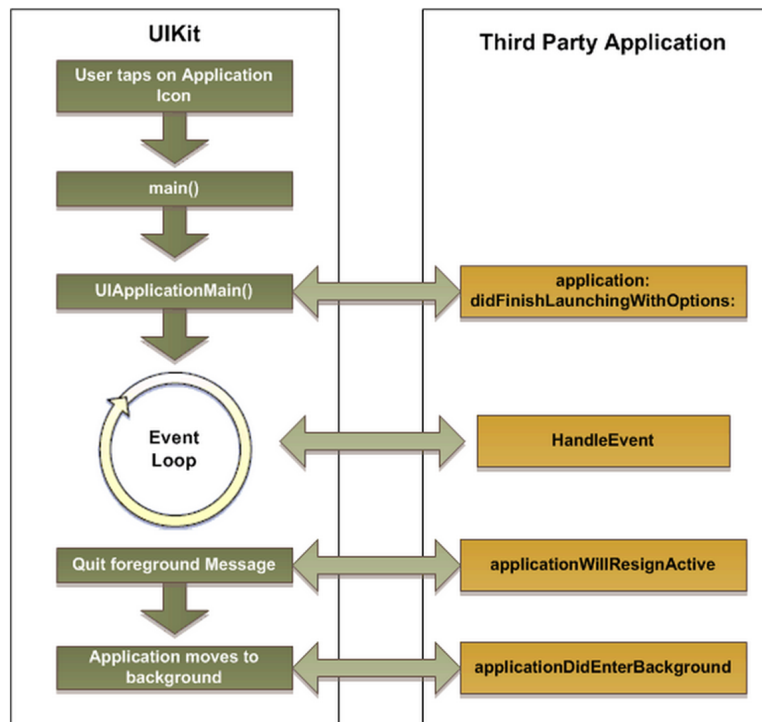 UIKit
User taps on Application
Icon
main()
UIApplicationMain()
Event
Loop
Quit foreground Message
Application moves to
background
Third Party Application
application:
didFinishLaunchingWithOptions:
HandleEvent
applicationWillResignActive
applicationDidEnterBackground